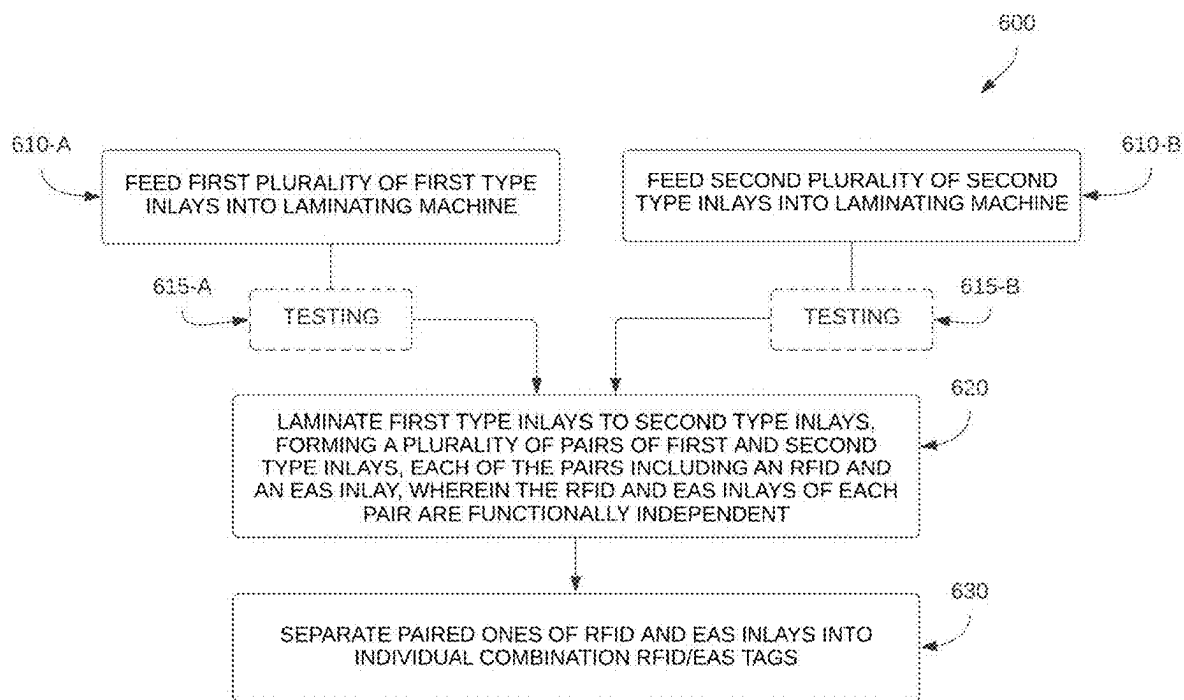 600
610-A
610-B
FEED FIRST PLURALITY OF FIRST TYPE
INLAYS INTO LAMINATING MACHINE
FEED SECOND PLURALITY OF SECOND
TYPE INLAYS INTO LAMINATING MACHINE
615-A
615-B
TESTING
TESTING
620
LAMINATE FIRST TYPE INLAYS TO SECOND TYPE INLAYS,
FORMING A PLURALITY OF PAIRS OF FIRST AND SECOND
TYPE INLAYS, EACH OF THE PAIRS INCLUDING AN RFID AND
AN EAS INLAY, WHEREIN THE RFID AND EAS INLAYS OF EACH
PAIR ARE FUNCTIONALLY INDEPENDENT
630
SEPARATE PAIRED ONES OF RFID AND EAS INLAYS INTO
INDIVIDUAL COMBINATION RFID/EAS TAGS